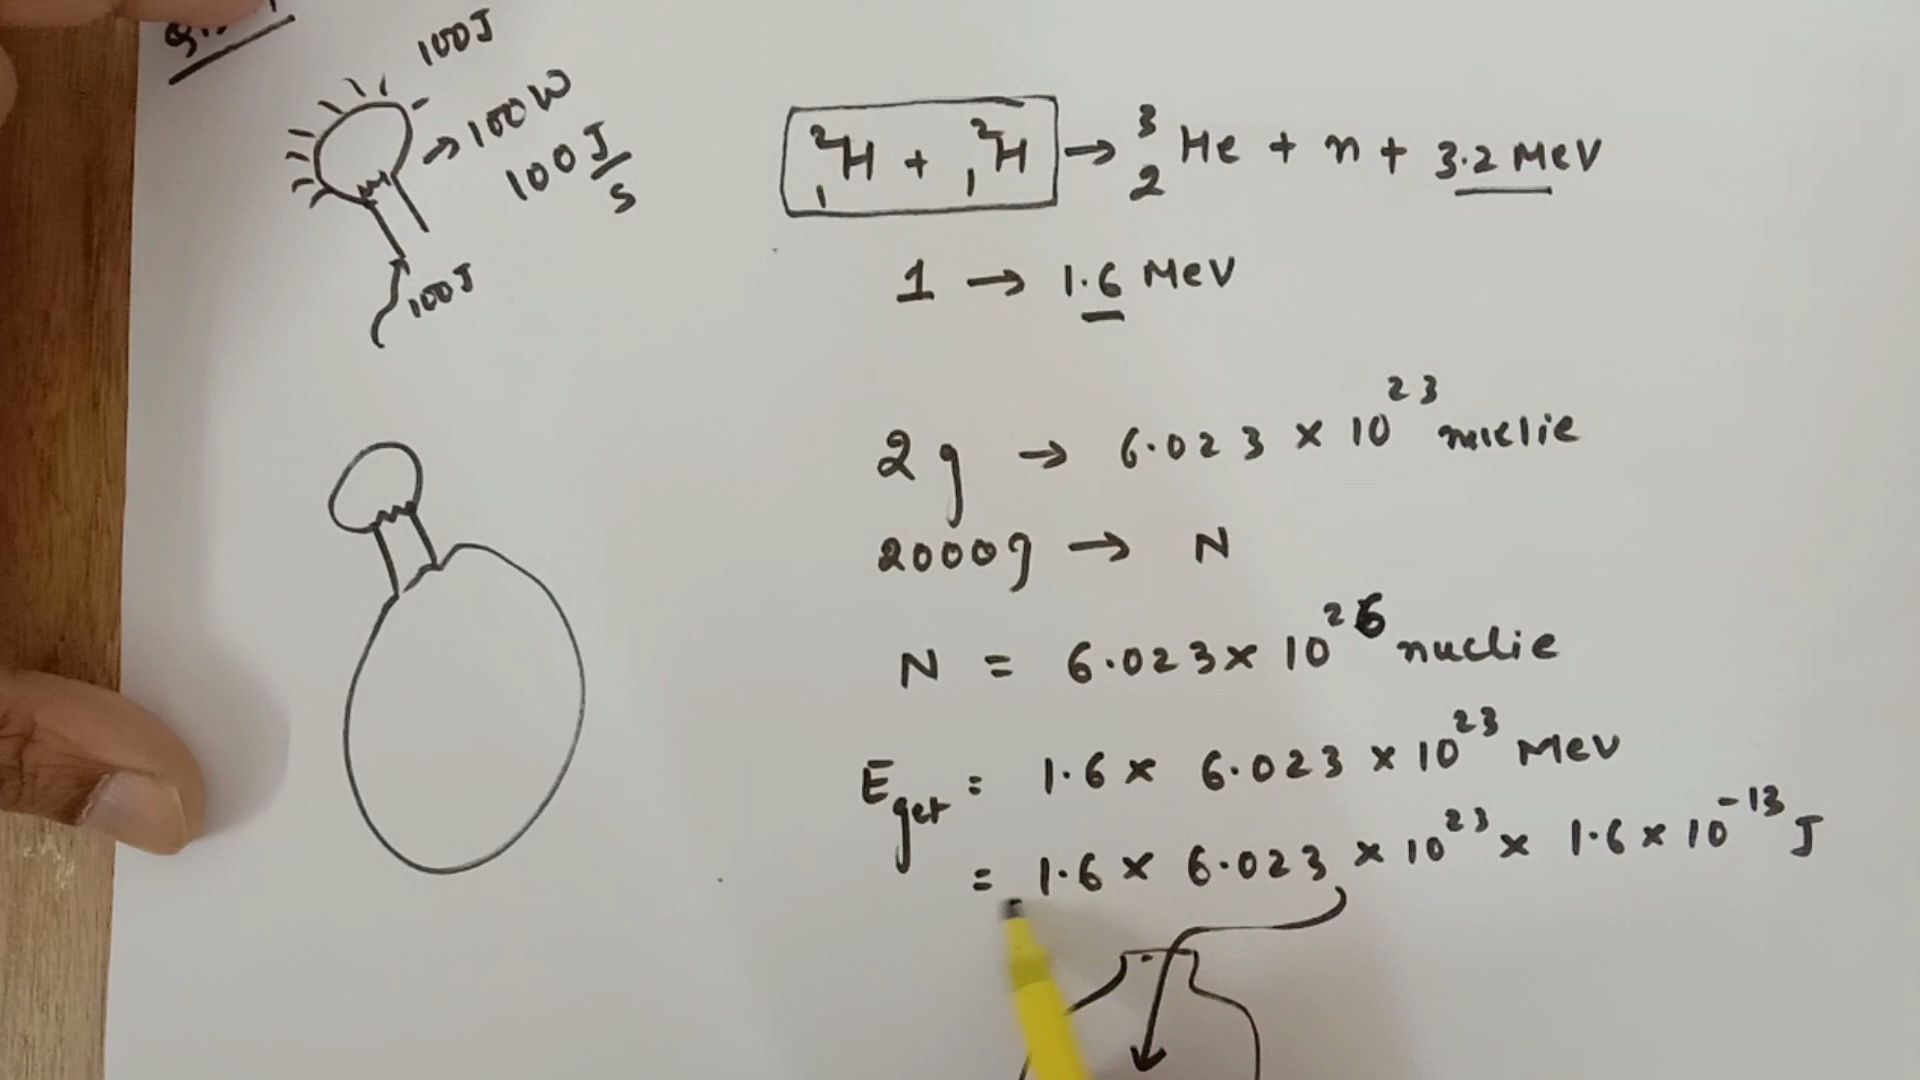 100J
→ 100W
100 J/s
100J
²₁H + ²₁H → ³₂He + n + 3.2 MeV
1 → 1.6 MeV
2g → 6.023 × 10²³ nuclie
2000g → N
N = 6.023 × 10²⁶ nuclie
E get = 1.6 × 6.023 × 10²³ MeV
= 1.6 × 6.023 × 10²³ × 1.6 × 10⁻¹³ J